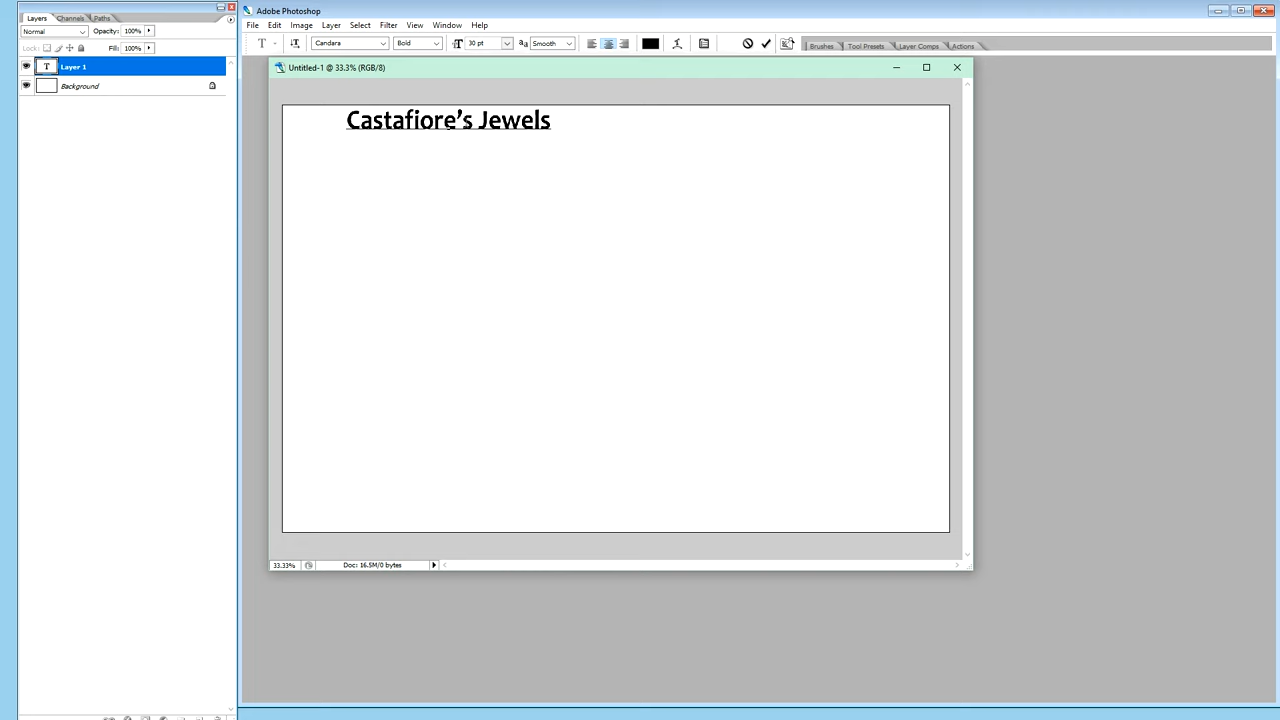 Layers Channels Paths
Adobe Photoshop
Normal Opacity: 100%
File Edit Image Layer Select Filter View Window Help
Lock: Fill: 100%
T Candara Bold T 30 pt aa Smooth Brushes Tool Presets Layer Comps Actions
T Layer 1
Untitled-1 @ 33.3% (RGB/8)
Background
Castafiore’s Jewels
33.33% Doc: 16.5M/0 bytes